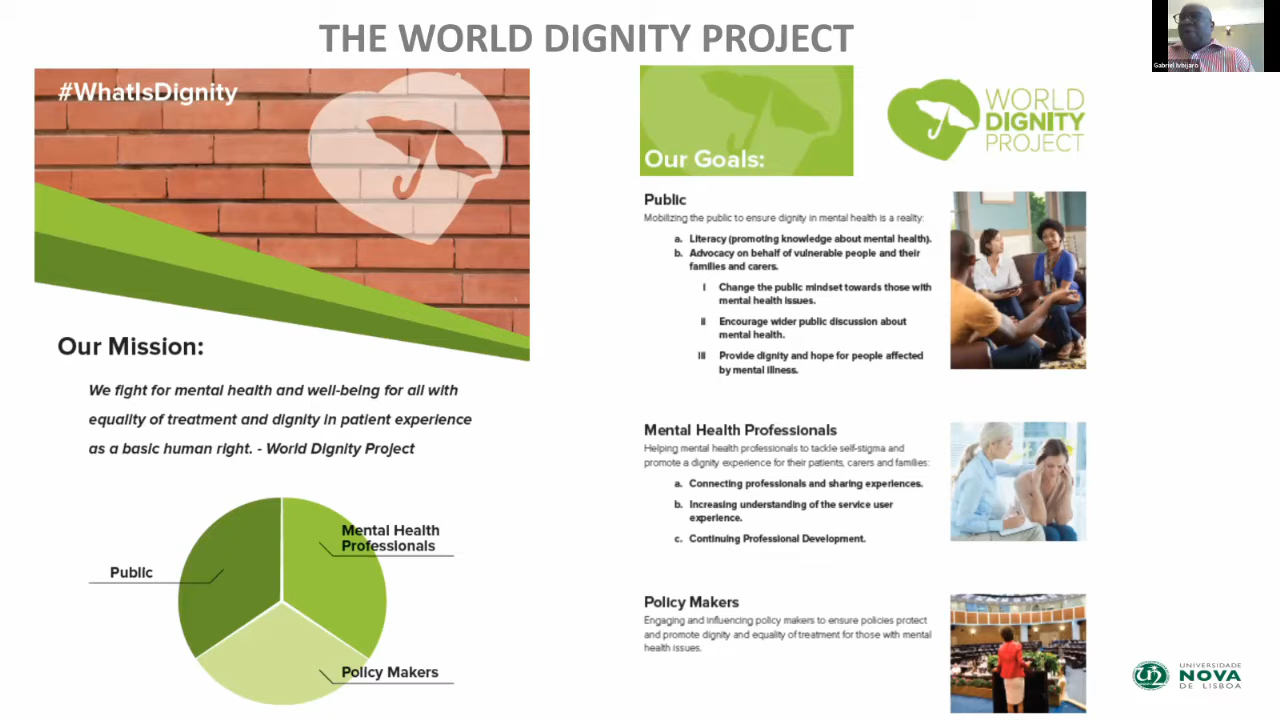 THE WORLD DIGNITY PROJECT
Gabriel Ivbijaro
#WhatIsDignity
Our Mission:
We fight for mental health and well-being for all with
equality of treatment and dignity in patient experience
as a basic human right. - World Dignity Project
Mental Health
Professionals
Public
Policy Makers
Our Goals:
WORLD
DIGNITY
PROJECT
Public
Mobilizing the public to ensure dignity in mental health is a reality:
a. Literacy (promoting knowledge about mental health).
b. Advocacy on behalf of vulnerable people and their
families and carers.
I Change the public mindset towards those with
mental health issues.
II Encourage wider public discussion about
mental health.
III Provide dignity and hope for people affected
by mental illness.
Mental Health Professionals
Helping mental health professionals to tackle self-stigma and
promote a dignity experience for their patients, carers and families:
a. Connecting professionals and sharing experiences.
b. Increasing understanding of the service user
experience.
c. Continuing Professional Development.
Policy Makers
Engaging and influencing policy makers to ensure policies protect
and promote dignity and equality of treatment for those with mental
health issues.
UNIVERSIDADE
NOVA
DE LISBOA